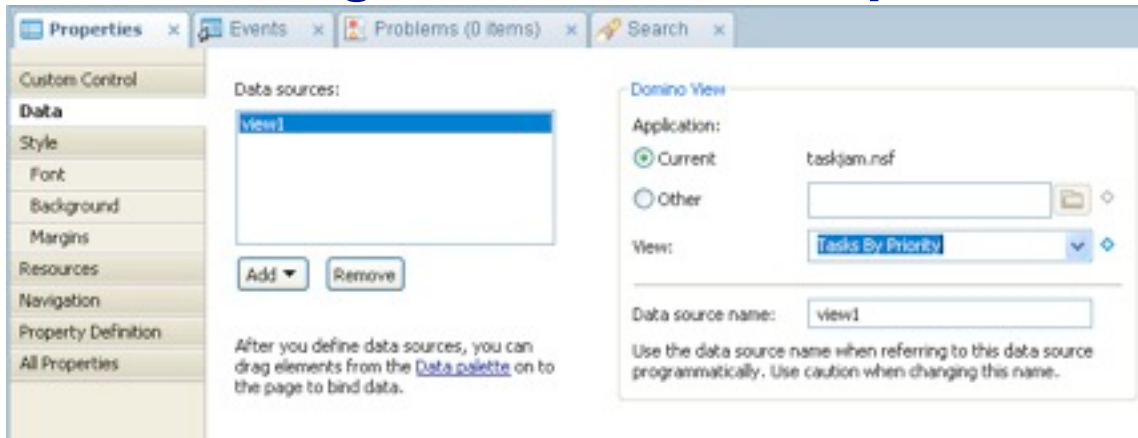 Properties
Events
Problems (0 items)
Search
Custom Control
Data
Style
Font
Background
Margins
Resources
Navigation
Property Definition
All Properties
Data sources:
view1
Add
Remove
After you define data sources, you can
drag elements from the Data palette on to
the page to bind data.
Domino View
Application:
Current taskjam.nsf
Other
View: Tasks By Priority
Data source name: view1
Use the data source name when referring to this data source
programmatically. Use caution when changing this name.